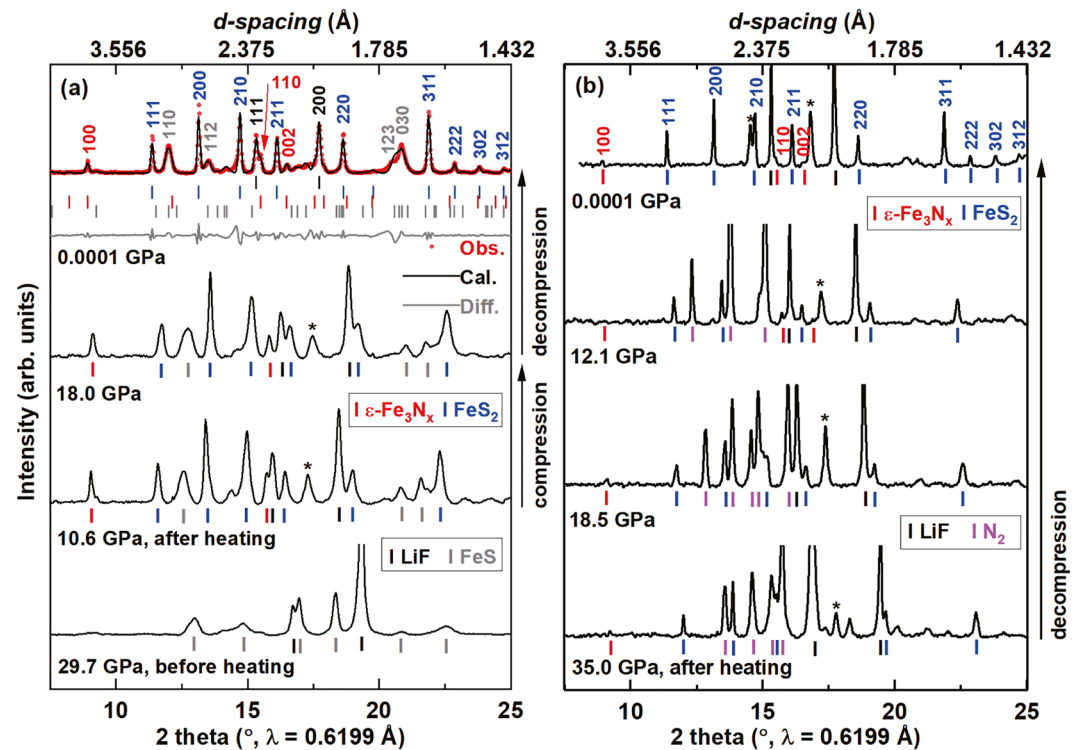 d-spacing (Å)
3.556 2.375 1.785 1.432
(a)
100 111 110 200 112 210 111 110 211 002 200 220 123 030 311 222 302 312
0.0001 GPa
Obs.
Cal.
Diff.
*
18.0 GPa
I ε-Fe3Nx I FeS2
*
10.6 GPa, after heating
I LiF I FeS
29.7 GPa, before heating
decompression
compression
Intensity (arb. units)
10 15 20 25
2 theta (°, λ = 0.6199 Å)
d-spacing (Å)
3.556 2.375 1.785 1.432
(b)
100 111 200 * 210 110 211 002 * 220 311 222 302 312
0.0001 GPa
I ε-Fe3Nx I FeS2
*
12.1 GPa
*
18.5 GPa
I LiF I N2
*
35.0 GPa, after heating
decompression
10 15 20 25
2 theta (°, λ = 0.6199 Å)